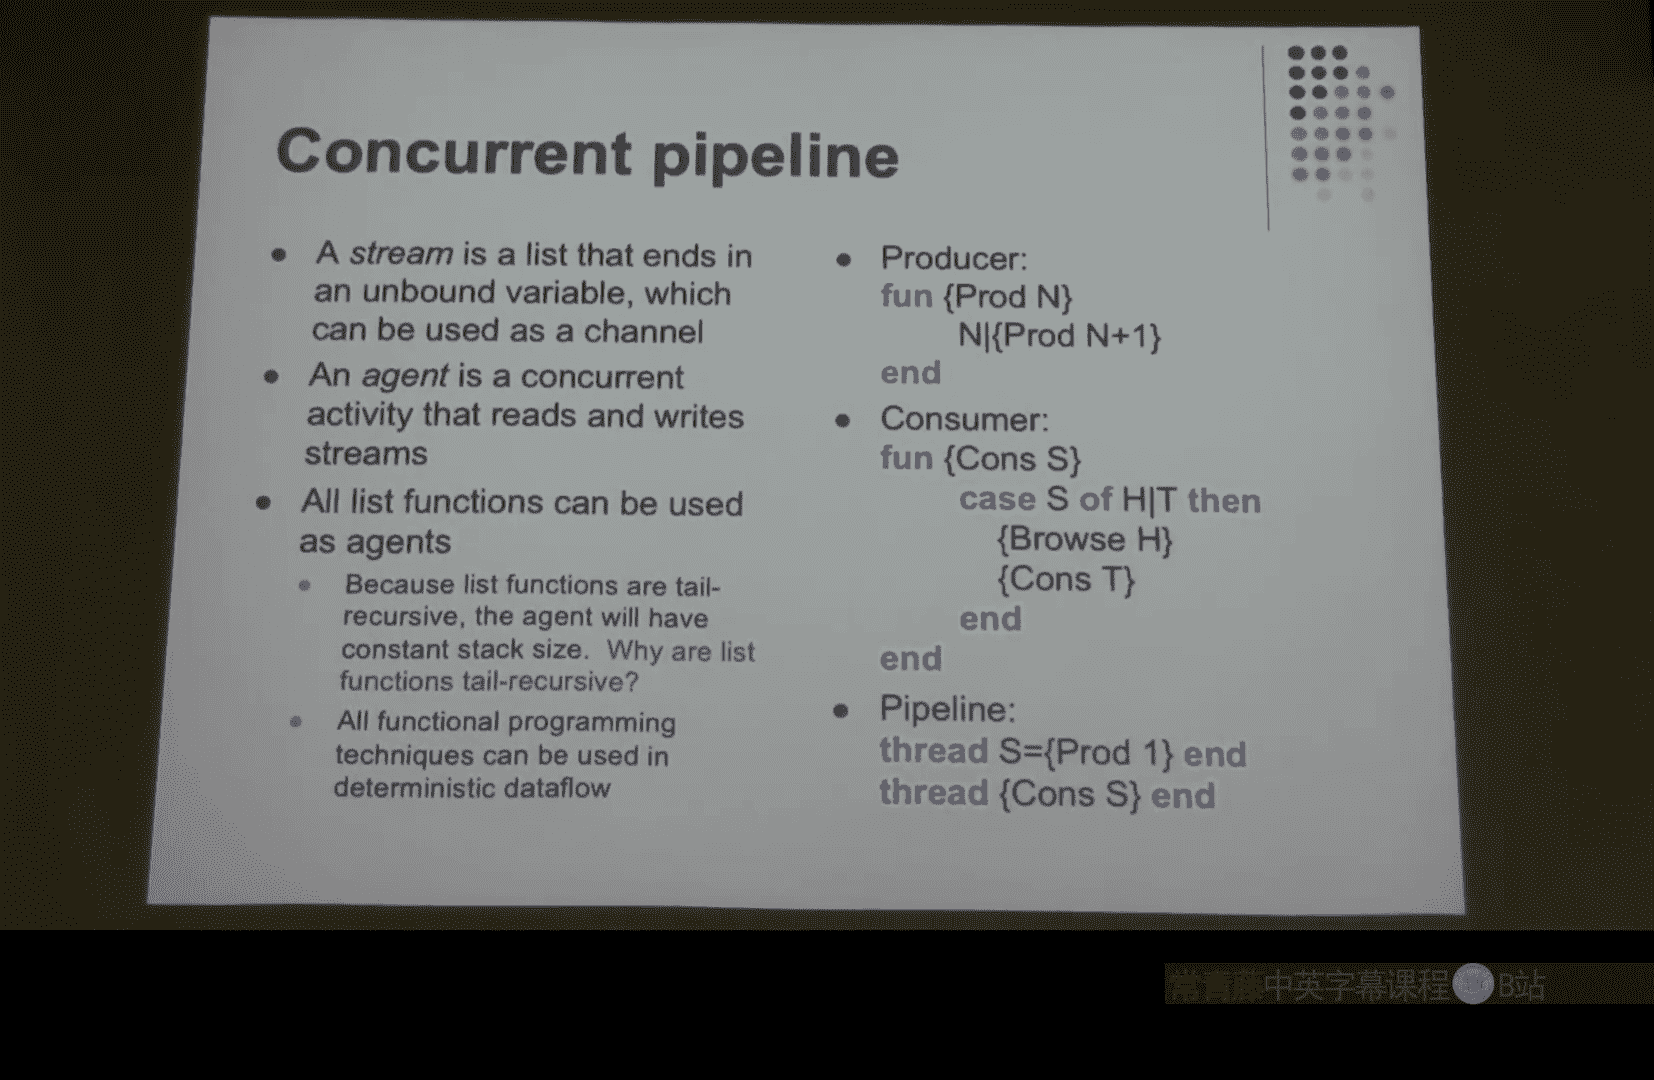 Concurrent pipeline
A stream is a list that ends in
an unbound variable, which
can be used as a channel
An agent is a concurrent
activity that reads and writes
streams
All list functions can be used
as agents
Because list functions are tail-
recursive, the agent will have
constant stack size. Why are list
functions tail-recursive?
All functional programming
techniques can be used in
deterministic dataflow
Producer:
fun {Prod N}
N|{Prod N+1}
end
Consumer:
fun {Cons S}
case S of H|T then
{Browse H}
{Cons T}
end
end
Pipeline:
thread S={Prod 1} end
thread {Cons S} end
常青藤中英字幕课程 B站